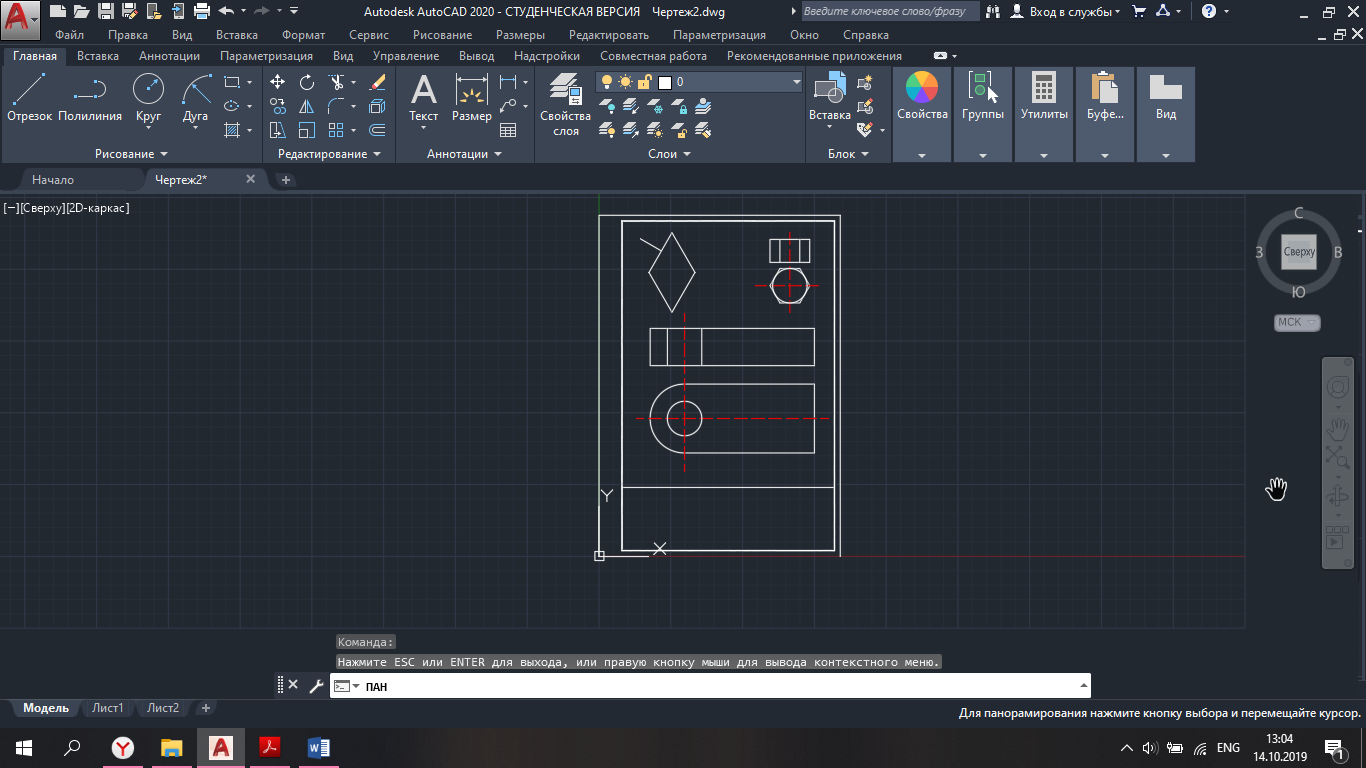 Autodesk AutoCAD 2020 - СТУДЕНЧЕСКАЯ ВЕРСИЯ Чертеж2.dwg
Введите ключевое слово/фразу
Вход в службы
Файл Правка Вид Вставка Формат Сервис Рисование Размеры Редактировать Параметризация Окно Справка
Главная Вставка Аннотации Параметризация Вид Управление Вывод Надстройки Совместная работа Рекомендованные приложения
0
Отрезок Полилиния Круг Дуга Текст Размер Свойства слоя Вставка Свойства Группы Утилиты Буфе... Вид
Рисование Редактирование Аннотации Слои Блок
Начало Чертеж2*
[−][Сверху][2D-каркас]
С
З Сверху В
Ю
МСК
Y
X
Команда:
Нажмите ESC или ENTER для выхода, или правую кнопку мыши для вывода контекстного меню.
ПАН
Модель Лист1 Лист2
Для панорамирования нажмите кнопку выбора и перемещайте курсор.
ENG
13:04
14.10.2019
1